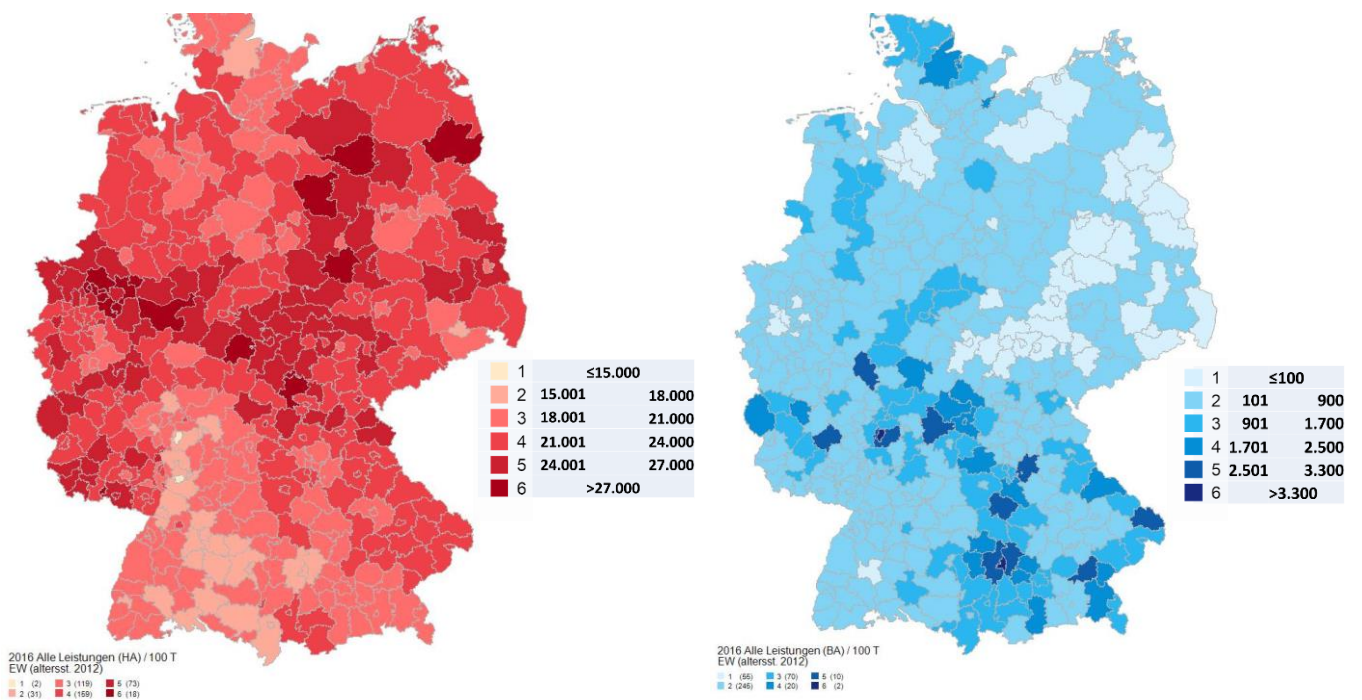 1 ≤15.000
2 15.001 18.000
3 18.001 21.000
4 21.001 24.000
5 24.001 27.000
6 >27.000
2016 Alle Leistungen (HA) / 100 T
EW (altersst. 2012)
1 (2) 3 (119) 5 (73)
2 (31) 4 (159) 6 (18)
1 ≤100
2 101 900
3 901 1.700
4 1.701 2.500
5 2.501 3.300
6 >3.300
2016 Alle Leistungen (BA) / 100 T
EW (altersst. 2012)
1 (55) 3 (70) 5 (10)
2 (245) 4 (20) 6 (2)